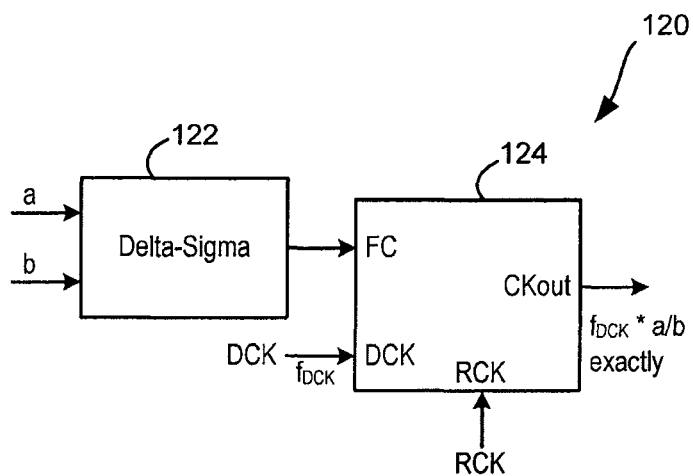 120
122
124
a
b
Delta-Sigma
FC
CKout
DCK
fDCK
DCK
RCK
fDCK * a/b
exactly
RCK